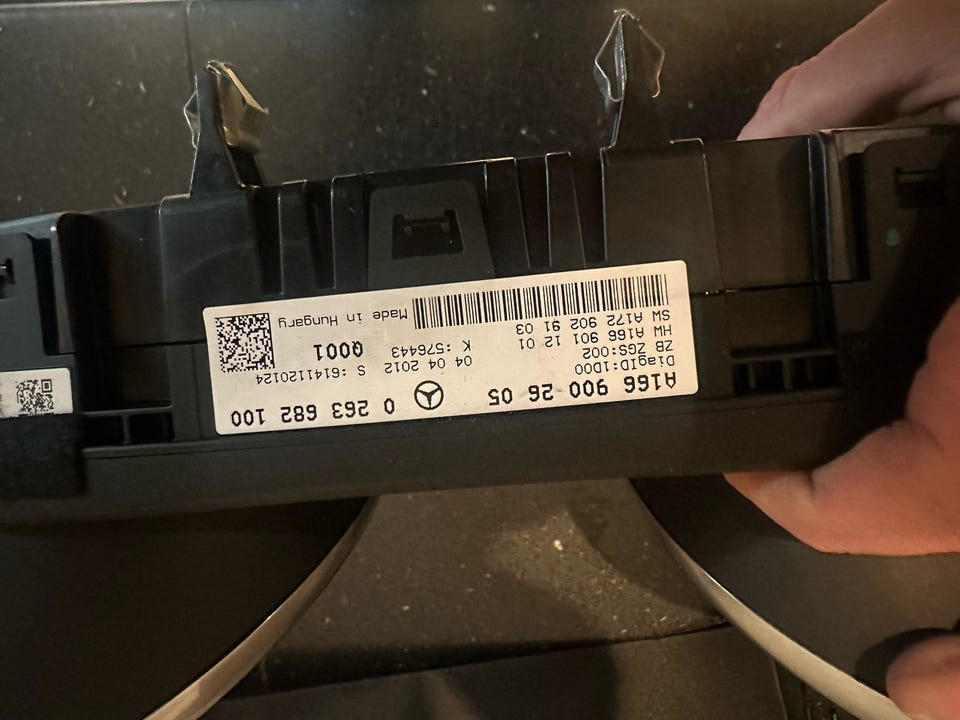 A166 900 26 05 0 263 682 100
DiagID:1D00
ZB ZGS:002
HW A166 901 12 01
SW A172 902 91 03
04 04 2012 S :6141120124
K :576443 Q001
Made in Hungary